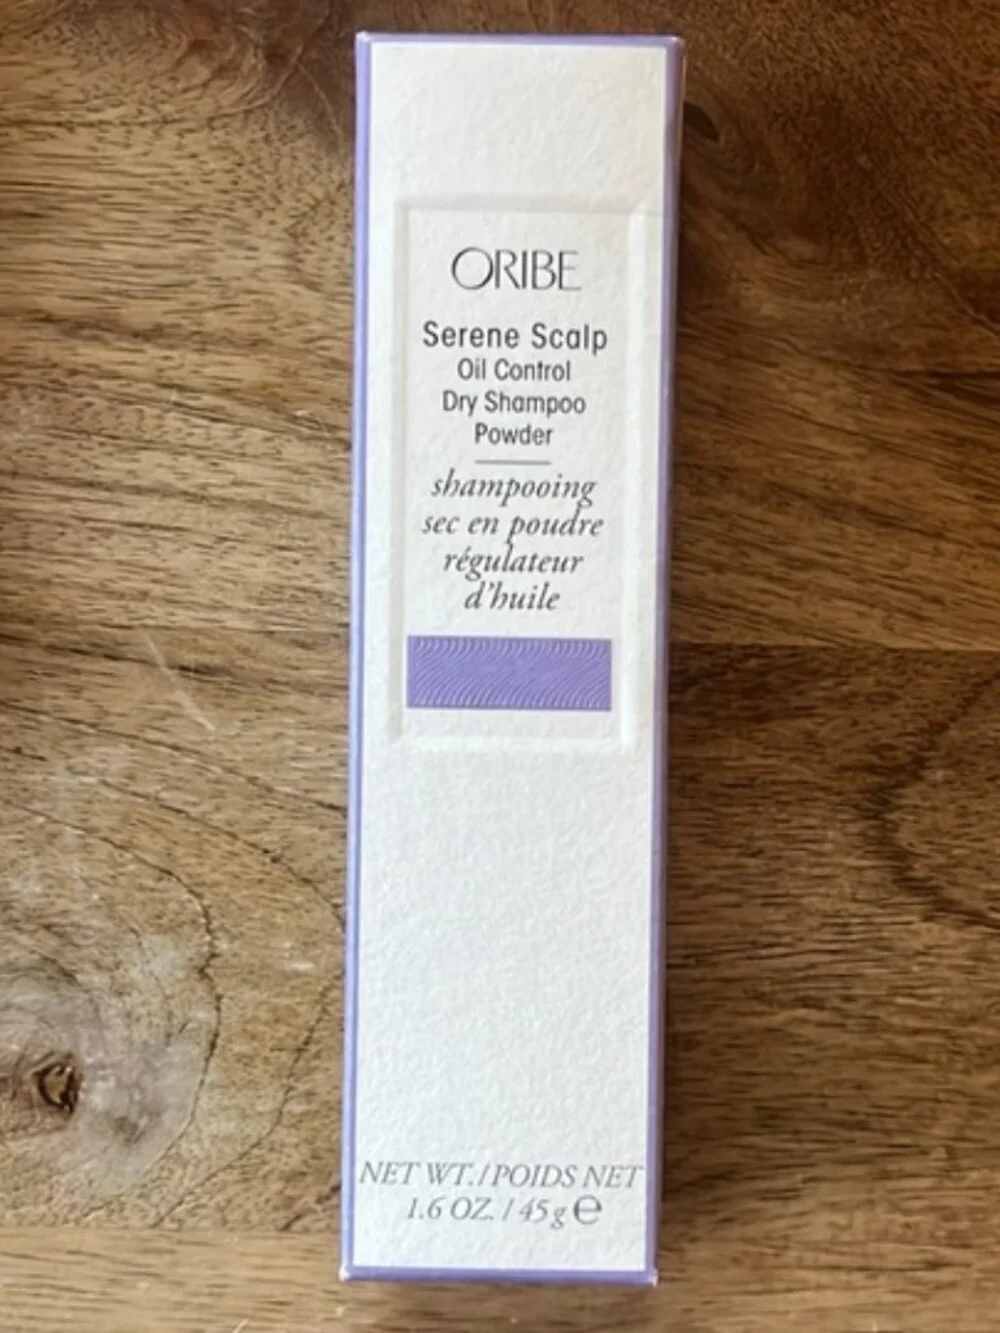 ORIBE
Serene Scalp
Oil Control
Dry Shampoo
Powder
shampooing
sec en poudre
régulateur
d'huile
NET WT./POIDS NET
1.6 OZ. / 45 g ℮